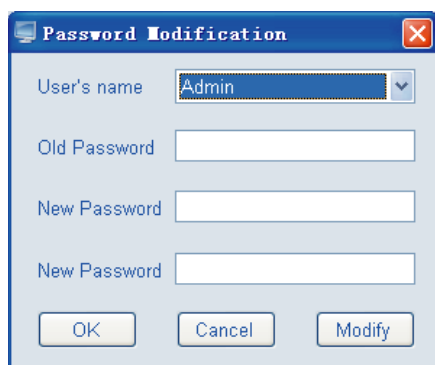 Password Modification
User's name Admin
Old Password
New Password
New Password
OK Cancel Modify